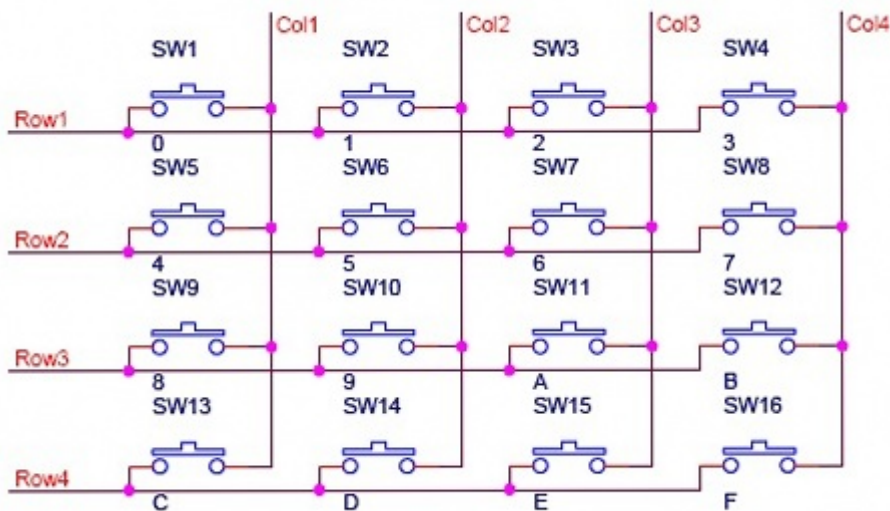 Col1 Col2 Col3 Col4
SW1 SW2 SW3 SW4
Row1
0 1 2 3
SW5 SW6 SW7 SW8
Row2
4 5 6 7
SW9 SW10 SW11 SW12
Row3
8 9 A B
SW13 SW14 SW15 SW16
Row4
C D E F